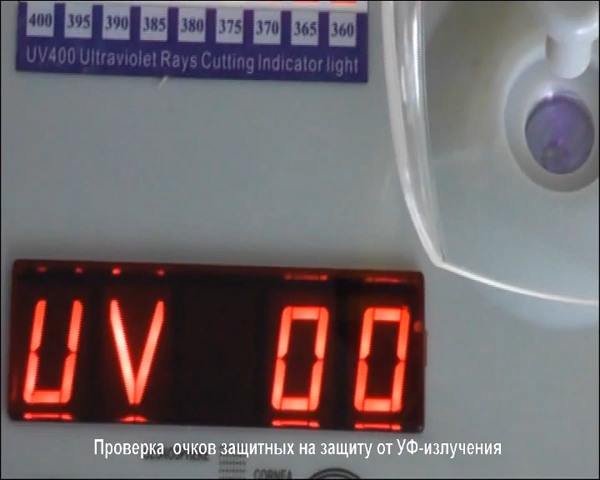 400 395 390 385 380 375 370 365 360
UV400 Ultraviolet Rays Cutting Indicator light
UV 00
Проверка очков защитных на защиту от УФ-излучения
CORNEA